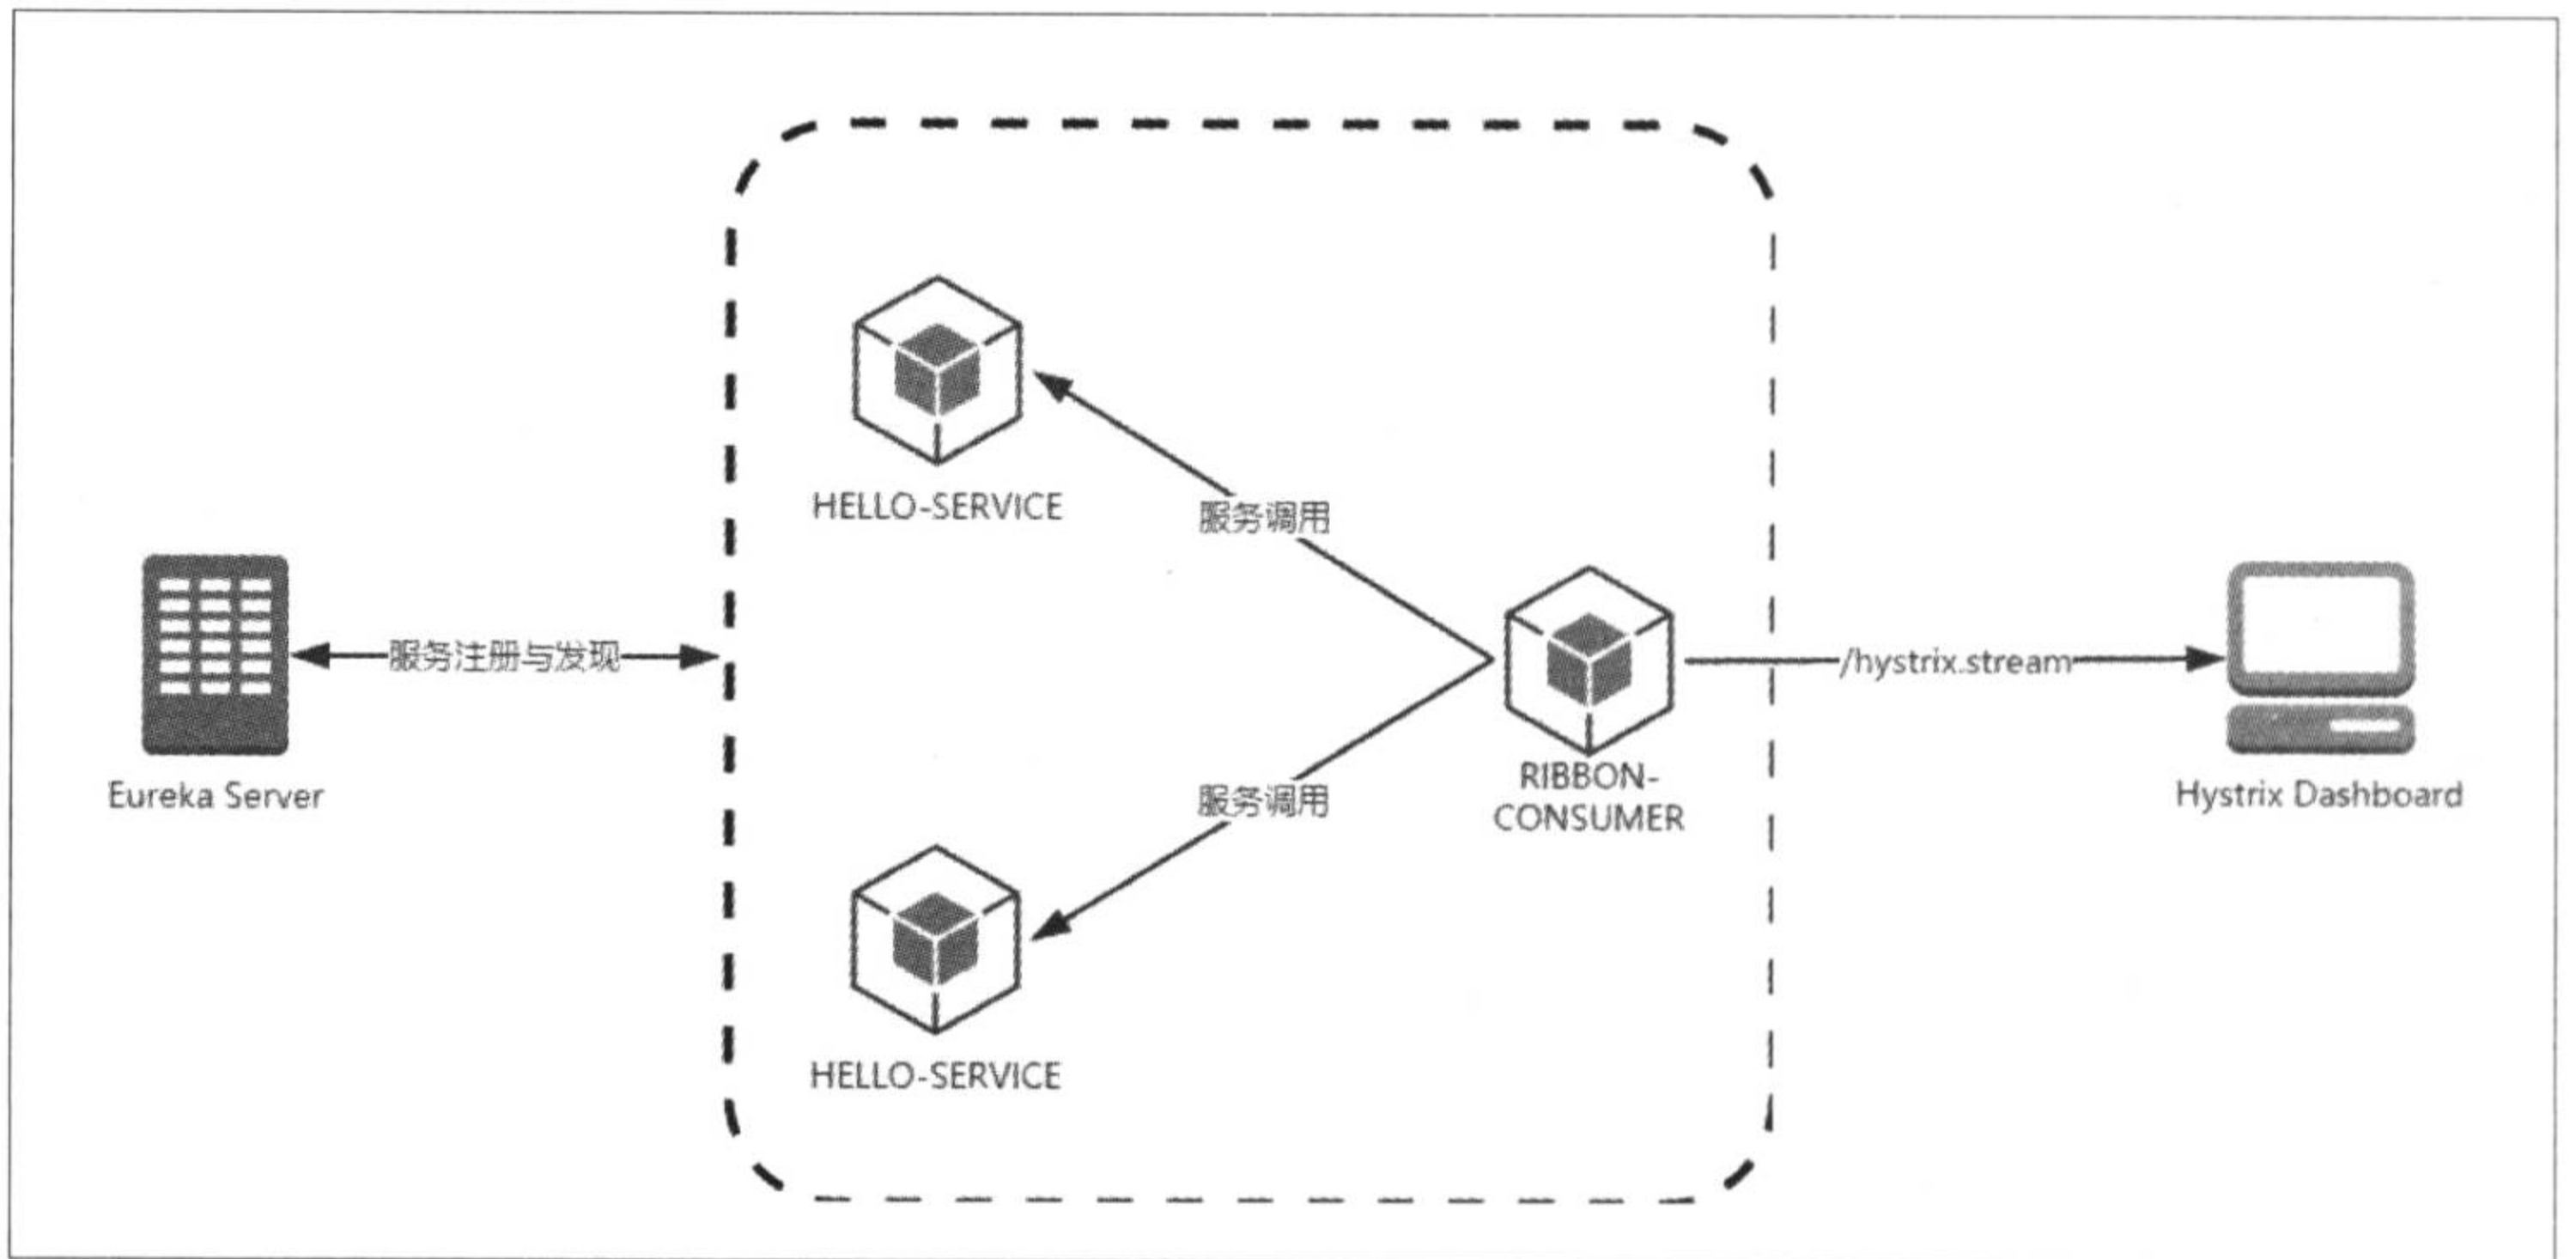 HELLO-SERVICE
服务调用
服务注册与发现
/hystrix.stream
Eureka Server
RIBBON-
CONSUMER
Hystrix Dashboard
服务调用
HELLO-SERVICE